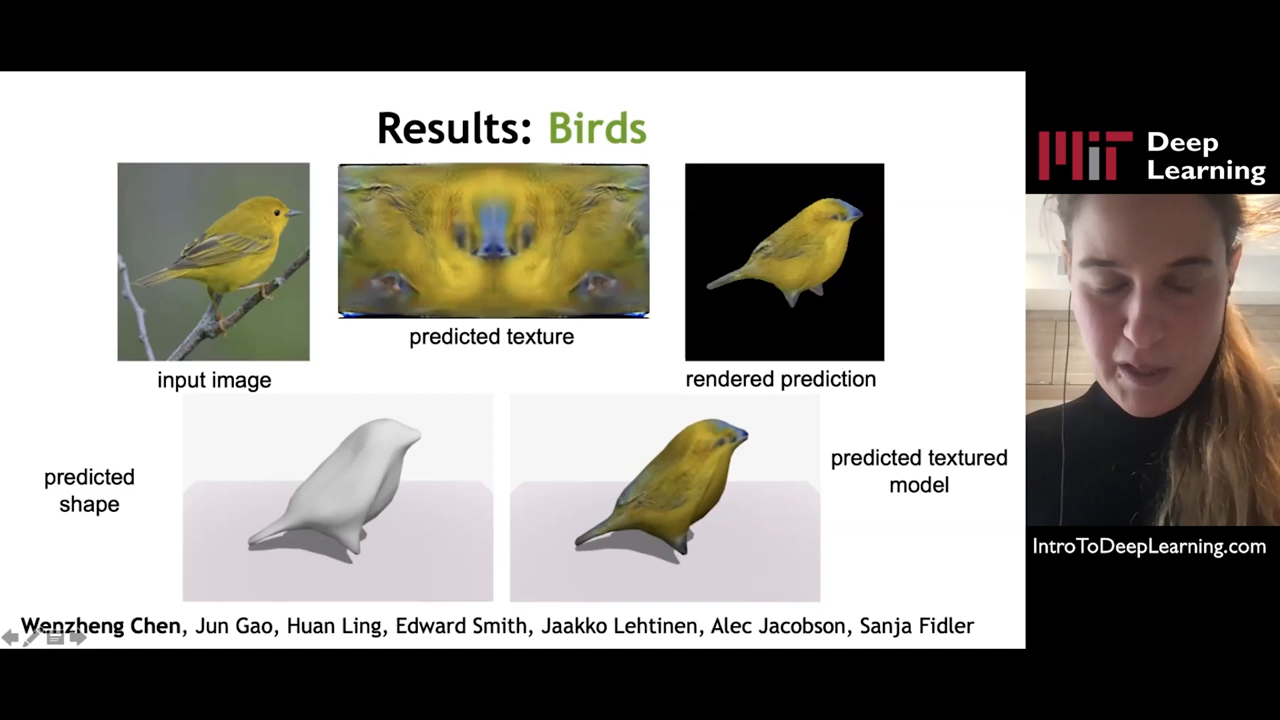 Results: Birds
input image
predicted texture
rendered prediction
predicted
shape
predicted textured
model
Wenzheng Chen, Jun Gao, Huan Ling, Edward Smith, Jaakko Lehtinen, Alec Jacobson, Sanja Fidler
MIT
Deep
Learning
IntroToDeepLearning.com